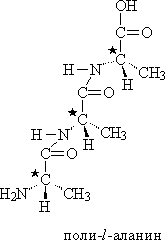 OH
C=O
★
H—N—C—CH₃
H
C=O
★
H—N—C—CH₃
H
C=O
★
H₂N—C—CH₃
H
поли-l-аланин